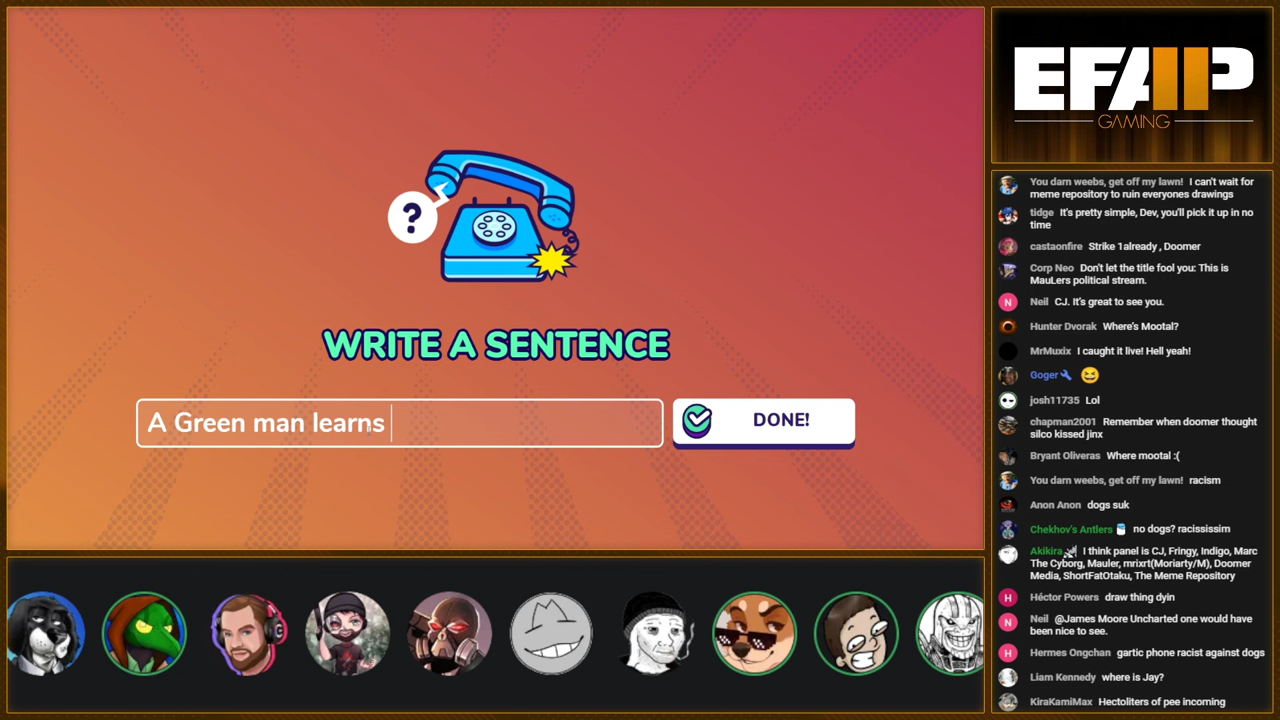 ?
WRITE A SENTENCE
A Green man learns
DONE!
EFAP
GAMING
You darn weebs, get off my lawn! I can't wait for
meme repository to ruin everyones drawings
tidge It's pretty simple, Dev, you'll pick it up in no
time
castaonfire Strike 1already , Doomer
Corp Neo Don't let the title fool you: This is
MauLers political stream.
N Neil CJ. It's great to see you.
Hunter Dvorak Where's Mootal?
MrMuxix I caught it live! Hell yeah!
Goger
josh11735 Lol
chapman2001 Remember when doomer thought
silco kissed jinx
Bryant Oliveras Where mootal :(
You darn weebs, get off my lawn! racism
Anon Anon dogs suk
Chekhov's Antlers no dogs? racississim
Akikira I think panel is CJ, Fringy, Indigo, Marc
The Cyborg, Mauler, mrixrt(Moriarty/M), Doomer
Media, ShortFatOtaku, The Meme Repository
H Héctor Powers draw thing dyin
N Neil @James Moore Uncharted one would have
been nice to see.
H Hermes Ongchan gartic phone racist against dogs
Liam Kennedy where is Jay?
KiraKamiMax Hectoliters of pee incoming